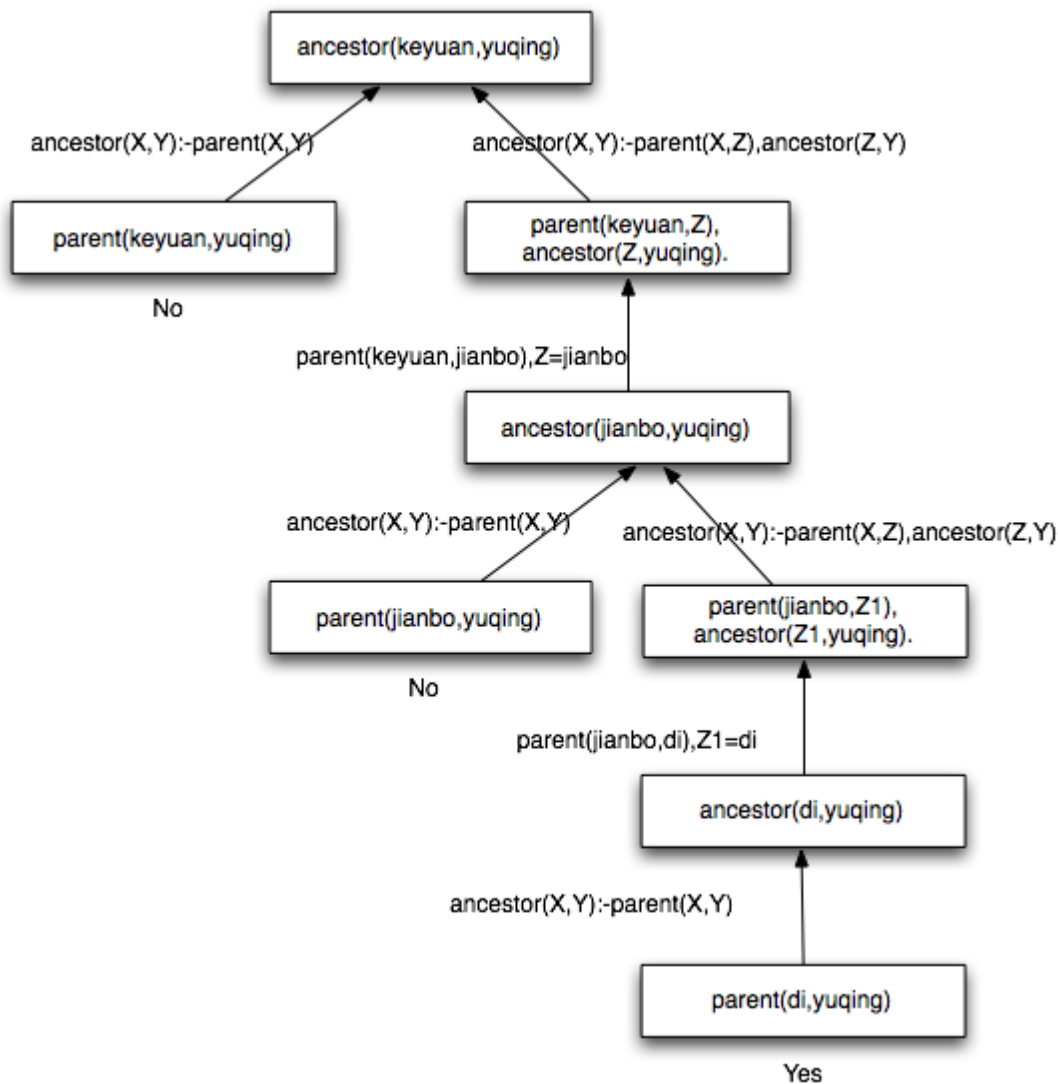 ancestor(keyuan,yuqing)
ancestor(X,Y):-parent(X,Y)
ancestor(X,Y):-parent(X,Z),ancestor(Z,Y)
parent(keyuan,yuqing)
parent(keyuan,Z),
ancestor(Z,yuqing).
No
parent(keyuan,jianbo),Z=jianbo
ancestor(jianbo,yuqing)
ancestor(X,Y):-parent(X,Y)
ancestor(X,Y):-parent(X,Z),ancestor(Z,Y)
parent(jianbo,yuqing)
parent(jianbo,Z1),
ancestor(Z1,yuqing).
No
parent(jianbo,di),Z1=di
ancestor(di,yuqing)
ancestor(X,Y):-parent(X,Y)
parent(di,yuqing)
Yes